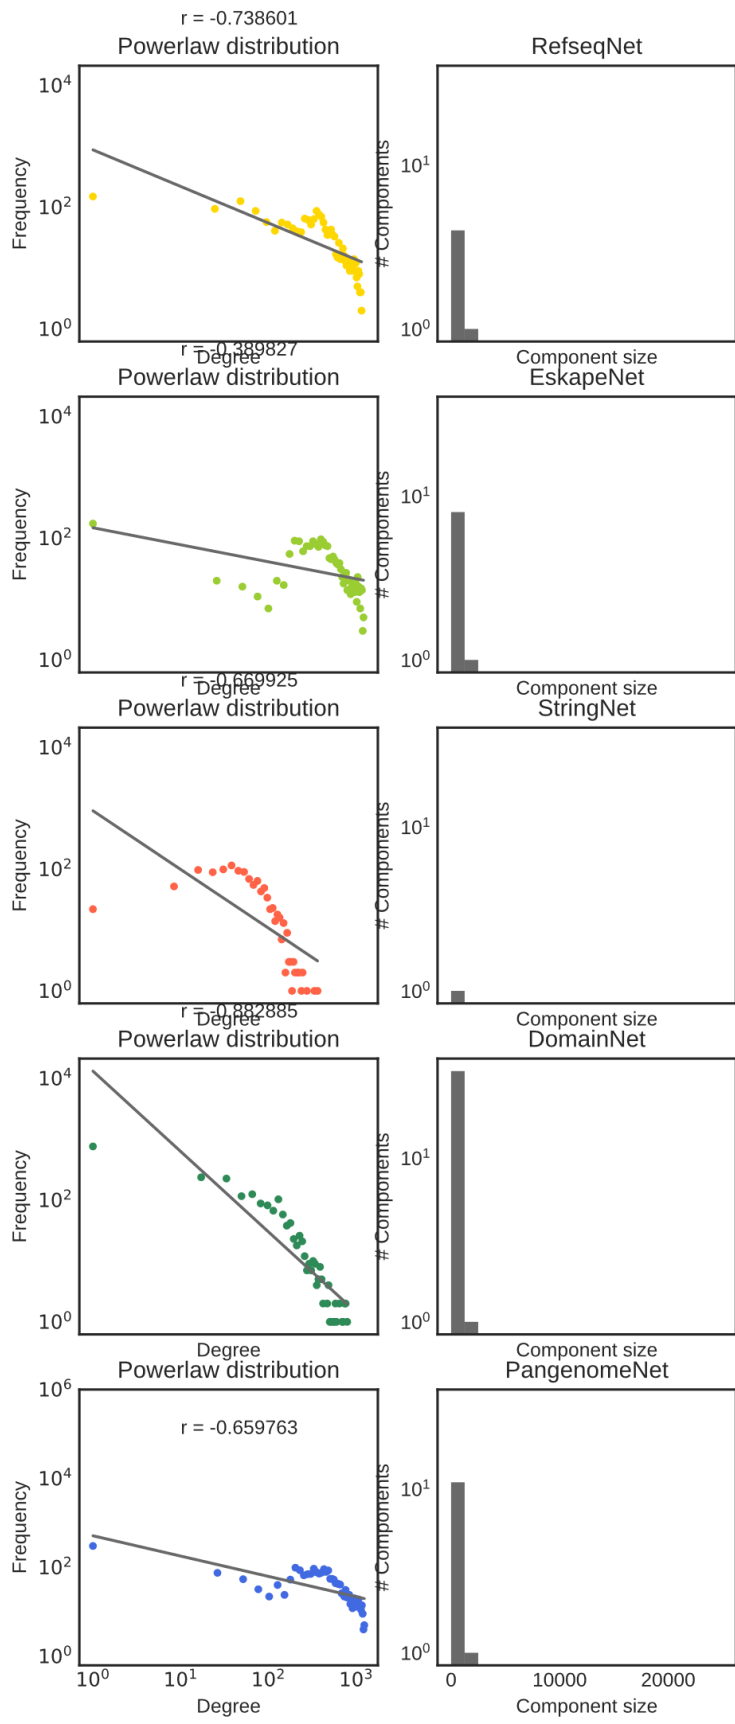 r = -0.738601
Powerlaw distribution
RefseqNet
10^4
10^2
10^0
Frequency
# Components
10^1
10^0
Degree
Component size
r = -0.389827
Powerlaw distribution
EskapeNet
10^4
10^2
10^0
Frequency
# Components
10^1
10^0
Degree
Component size
r = -0.669925
Powerlaw distribution
StringNet
10^4
10^2
10^0
Frequency
# Components
10^1
10^0
Degree
Component size
r = -0.882885
Powerlaw distribution
DomainNet
10^4
10^2
10^0
Frequency
# Components
10^1
10^0
Degree
Component size
Powerlaw distribution
PangenomeNet
r = -0.659763
10^6
10^4
10^2
10^0
Frequency
# Components
10^1
10^0
10^0 10^1 10^2 10^3
0 10000 20000
Degree
Component size